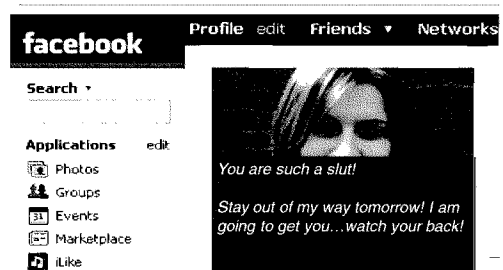 Profile edit Friends ▾ Networks
facebook
Search ▾
Applications edit
Photos
Groups
31 Events
Marketplace
iLike
You are such a slut!
Stay out of my way tomorrow! I am
going to get you…watch your back!